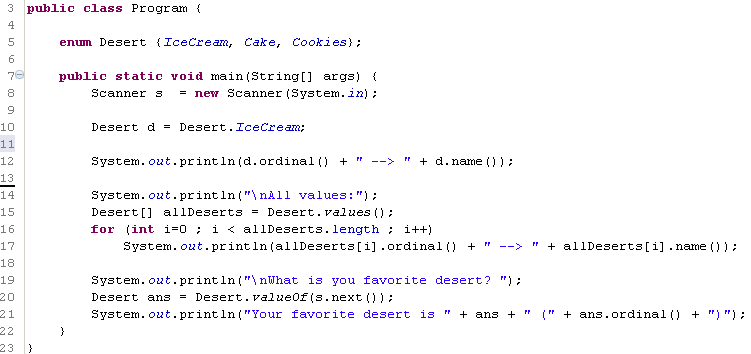 3 public class Program {
4
5     enum Desert {IceCream, Cake, Cookies};
6
7     public static void main(String[] args) {
8         Scanner s  = new Scanner(System.in);
9
10         Desert d = Desert.IceCream;
11
12         System.out.println(d.ordinal() + " --> " + d.name());
13
14         System.out.println("\nAll values:");
15         Desert[] allDeserts = Desert.values();
16         for (int i=0 ; i < allDeserts.length ; i++)
17             System.out.println(allDeserts[i].ordinal() + " --> " + allDeserts[i].name());
18
19         System.out.println("\nWhat is you favorite desert? ");
20         Desert ans = Desert.valueOf(s.next());
21         System.out.println("Your favorite desert is " + ans + " (" + ans.ordinal() + ")");
22     }
23 }